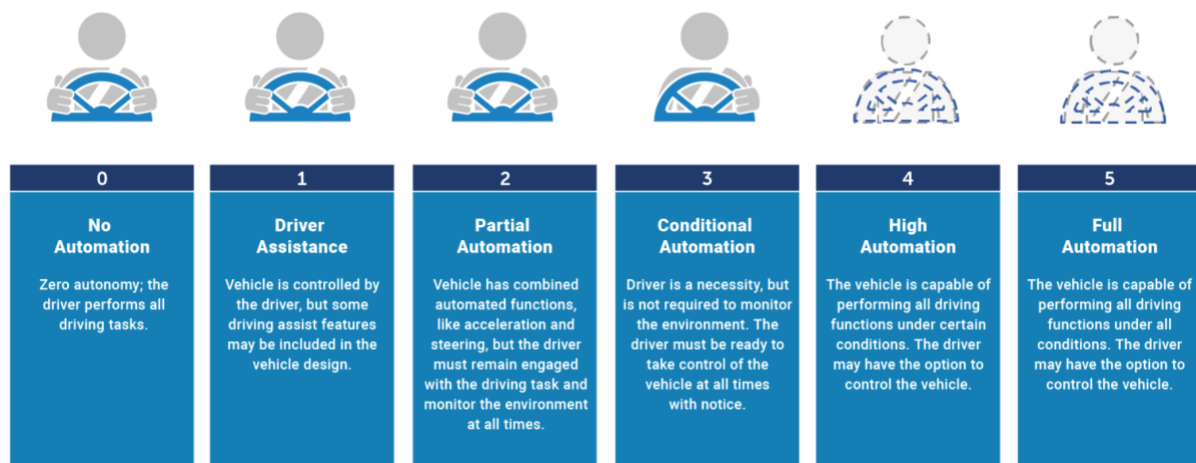 0
No
Automation
Zero autonomy; the
driver performs all
driving tasks.
1
Driver
Assistance
Vehicle is controlled by
the driver, but some
driving assist features
may be included in the
vehicle design.
2
Partial
Automation
Vehicle has combined
automated functions,
like acceleration and
steering, but the driver
must remain engaged
with the driving task and
monitor the environment
at all times.
3
Conditional
Automation
Driver is a necessity, but
is not required to monitor
the environment. The
driver must be ready to
take control of the
vehicle at all times
with notice.
4
High
Automation
The vehicle is capable of
performing all driving
functions under certain
conditions. The driver
may have the option to
control the vehicle.
5
Full
Automation
The vehicle is capable of
performing all driving
functions under all
conditions. The driver
may have the option to
control the vehicle.